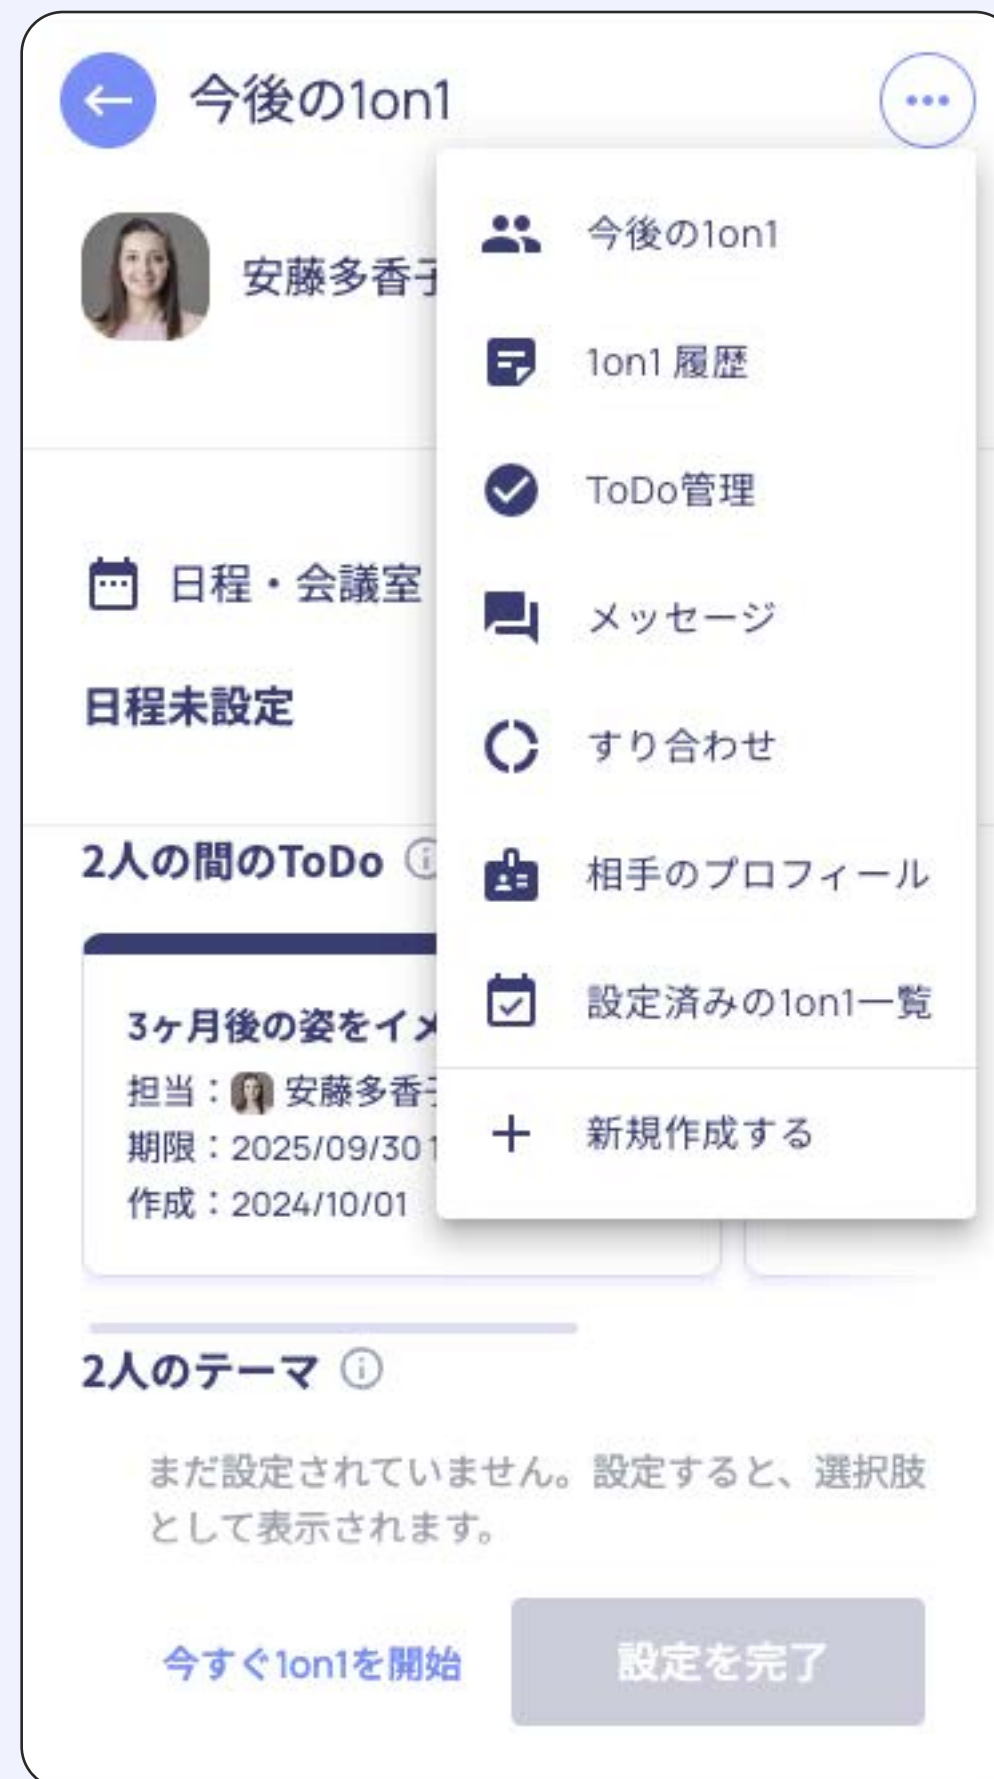 今後の1on1
安藤多香子
日程・会議室
日程未設定
2人の間のToDo
3ヶ月後の姿をイメ
担当：安藤多香子
期限：2025/09/30 1
作成：2024/10/01
今後の1on1
1on1 履歴
ToDo管理
メッセージ
すり合わせ
相手のプロフィール
設定済みの1on1一覧
新規作成する
2人のテーマ
まだ設定されていません。設定すると、選択肢
として表示されます。
今すぐ1on1を開始
設定を完了